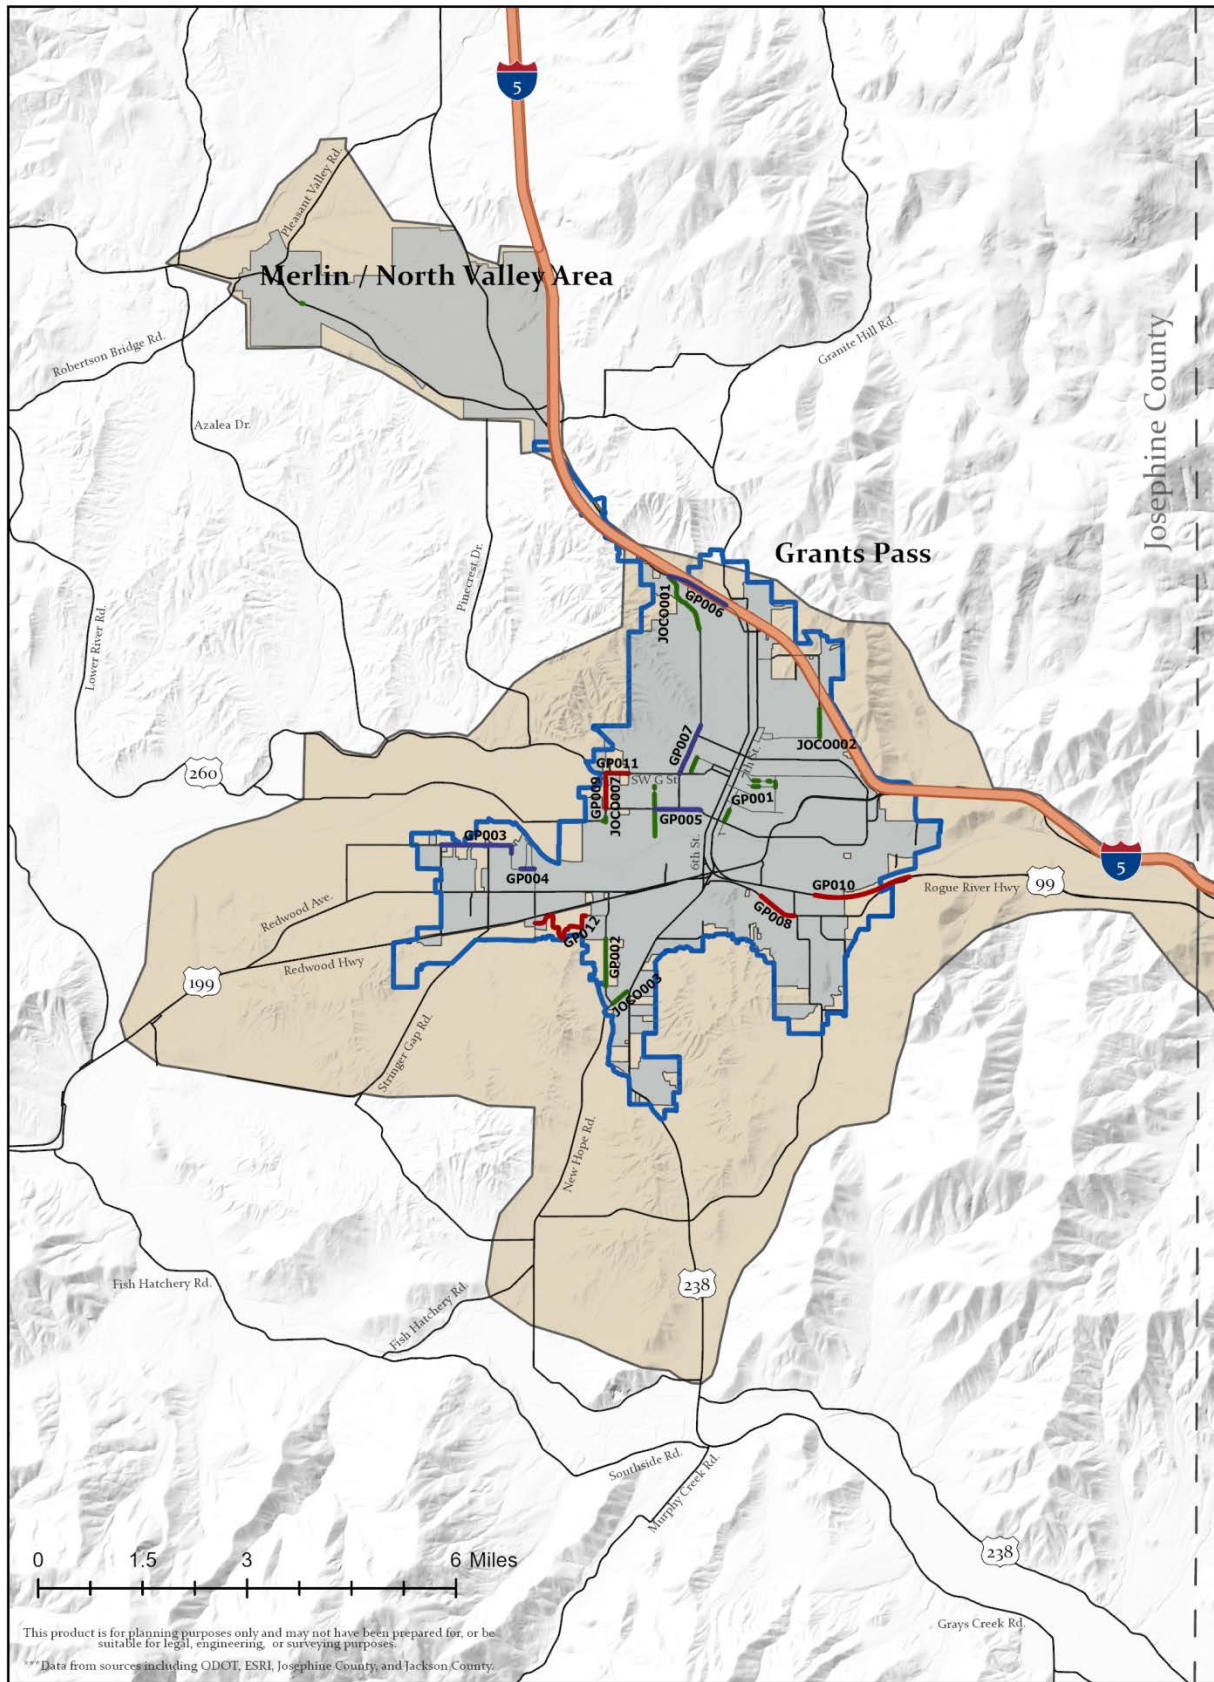 5
Pleasant Valley Rd.
Merlin / North Valley Area
Robertson Bridge Rd.
Granite Hill Rd.
Josephine County
Azalea Dr.
Grants Pass
Pinecrest Dr.
JOCO001
GP006
Lower River Rd.
GP007
JOCO002
7th St.
260
GP011
SW G St
GP009
JOCO007
GP001
GP005
GP003
6th St.
5
GP004
GP010
Rogue River Hwy
99
Redwood Ave.
GP008
GP012
GP002
Redwood Hwy
199
JOCO003
Stringer Gap Rd.
New Hope Rd.
Fish Hatchery Rd.
238
Fish Hatchery Rd.
Southside Rd.
Murphy Creek Rd.
238
0 1.5 3 6 Miles
Grays Creek Rd.
This product is for planning purposes only and may not have been prepared for, or be
suitable for legal, engineering, or surveying purposes.
***Data from sources including ODOT, ESRI, Josephine County, and Jackson County.